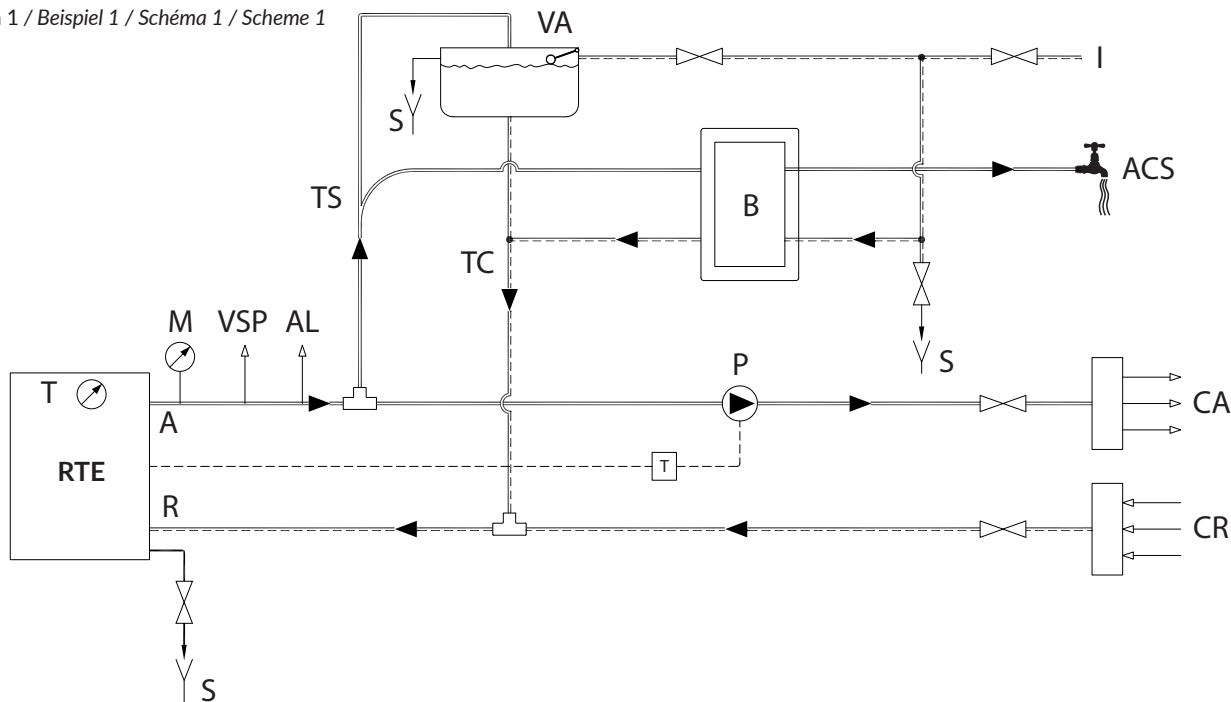 1 / Beispiel 1 / Schéma 1 / Scheme 1
VA
I
S
TS
B
ACS
TC
M VSP AL
S
T
A
P
CA
RTE
T
R
CR
S